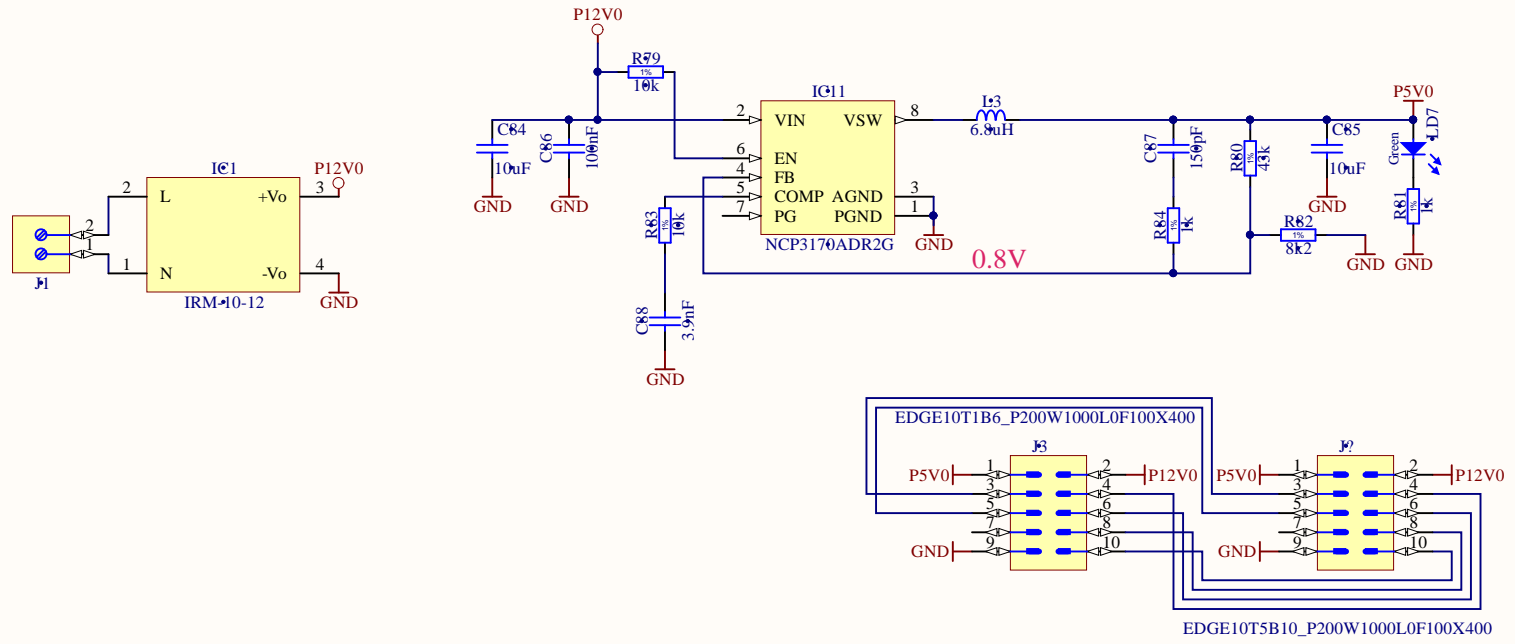 P12V0
R79
1%
10k
IC11
2
VIN
VSW
8
6
EN
4
FB
5
COMP
AGND
3
7
PG
PGND
1
NCP3170ADR2G
GND
L3
6.8uH
C84
10uF
GND
C86
100nF
GND
R83
1%
10k
C88
3.9nF
GND
0.8V
C87
150pF
R84
1%
1k
R80
1%
43k
R82
1%
8k2
GND
C85
10uF
GND
P5V0
LD7
Green
R81
1%
1k
GND
IC1
P12V0
2
L
+Vo
3
1
N
-Vo
4
GND
IRM-10-12
2
1
J1
EDGE10T1B6_P200W1000L0F100X400
J3
P5V0
1
2
P12V0
3
4
5
6
7
8
GND
9
10
J?
P5V0
1
2
P12V0
3
4
5
6
7
8
GND
9
10
EDGE10T5B10_P200W1000L0F100X400